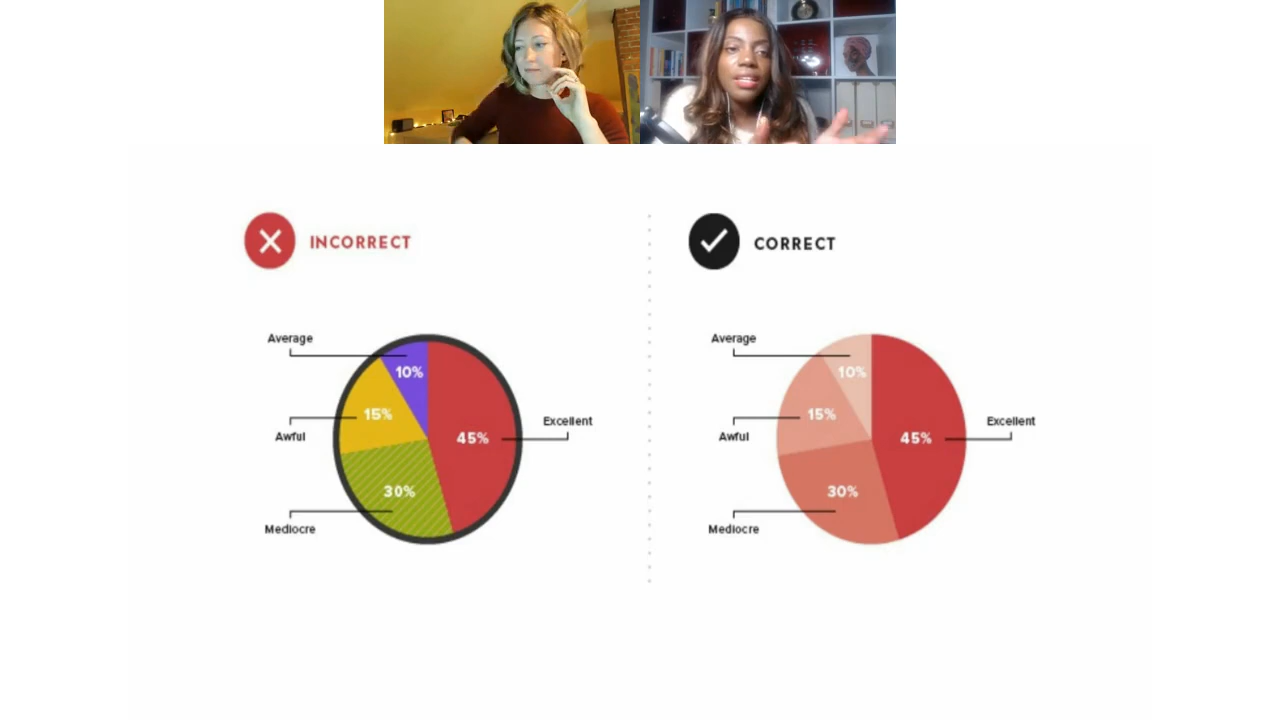 INCORRECT
Average
10%
15%
Awful
45%
Excellent
30%
Mediocre
CORRECT
Average
10%
15%
Awful
45%
Excellent
30%
Mediocre